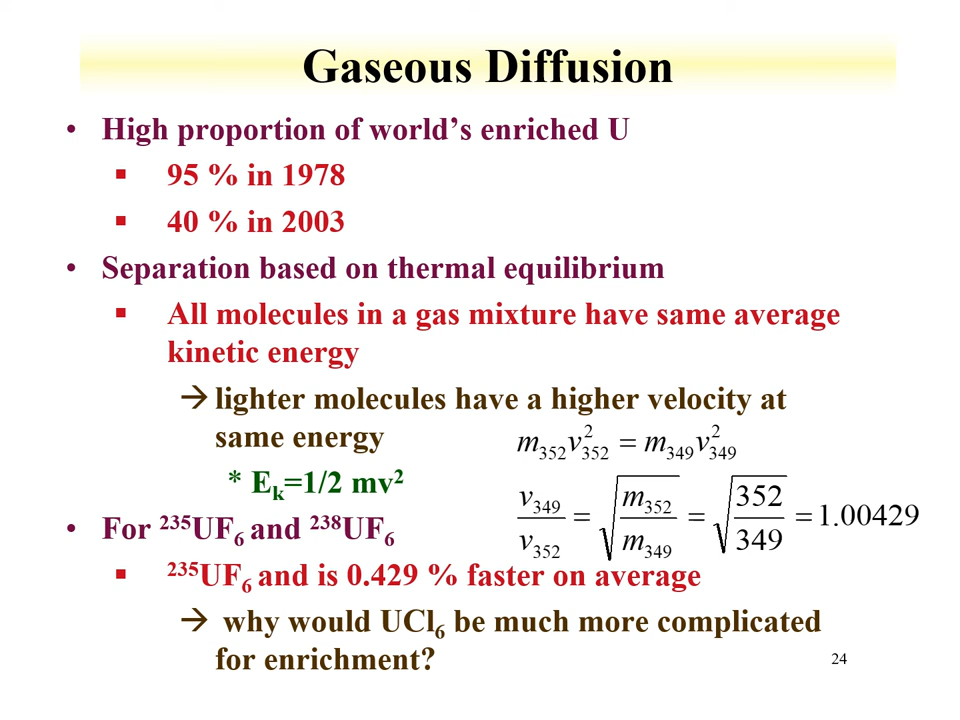 Gaseous Diffusion
• High proportion of world’s enriched U
▪ 95 % in 1978
▪ 40 % in 2003
• Separation based on thermal equilibrium
▪ All molecules in a gas mixture have same average
kinetic energy
→ lighter molecules have a higher velocity at
same energy
* Eₖ=1/2 mv²
m₃₅₂v²₃₅₂ = m₃₄₉v²₃₄₉
v₃₄₉/v₃₅₂ = √(m₃₅₂/m₃₄₉) = √(352/349) = 1.00429
• For ²³⁵UF₆ and ²³⁸UF₆
▪ ²³⁵UF₆ and is 0.429 % faster on average
→ why would UCl₆ be much more complicated
for enrichment?
24